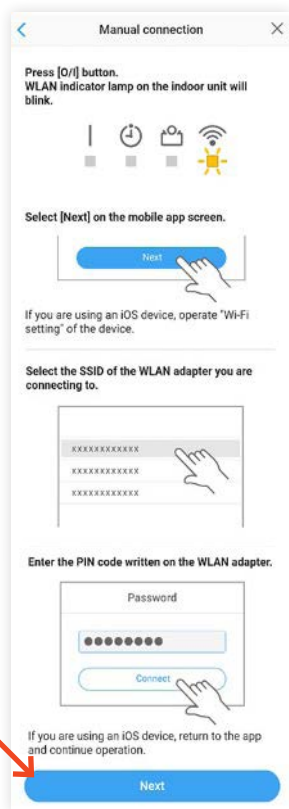 Manual connection
Press [O/I] button.
WLAN indicator lamp on the indoor unit will
blink.
Select [Next] on the mobile app screen.
Next
If you are using an iOS device, operate "Wi-Fi
setting" of the device.
Select the SSID of the WLAN adapter you are
connecting to.
xxxxxxxxxxxx
xxxxxxxxxxxx
xxxxxxxxxxxx
Enter the PIN code written on the WLAN adapter.
Password
Connect
If you are using an iOS device, return to the app
and continue operation.
Next